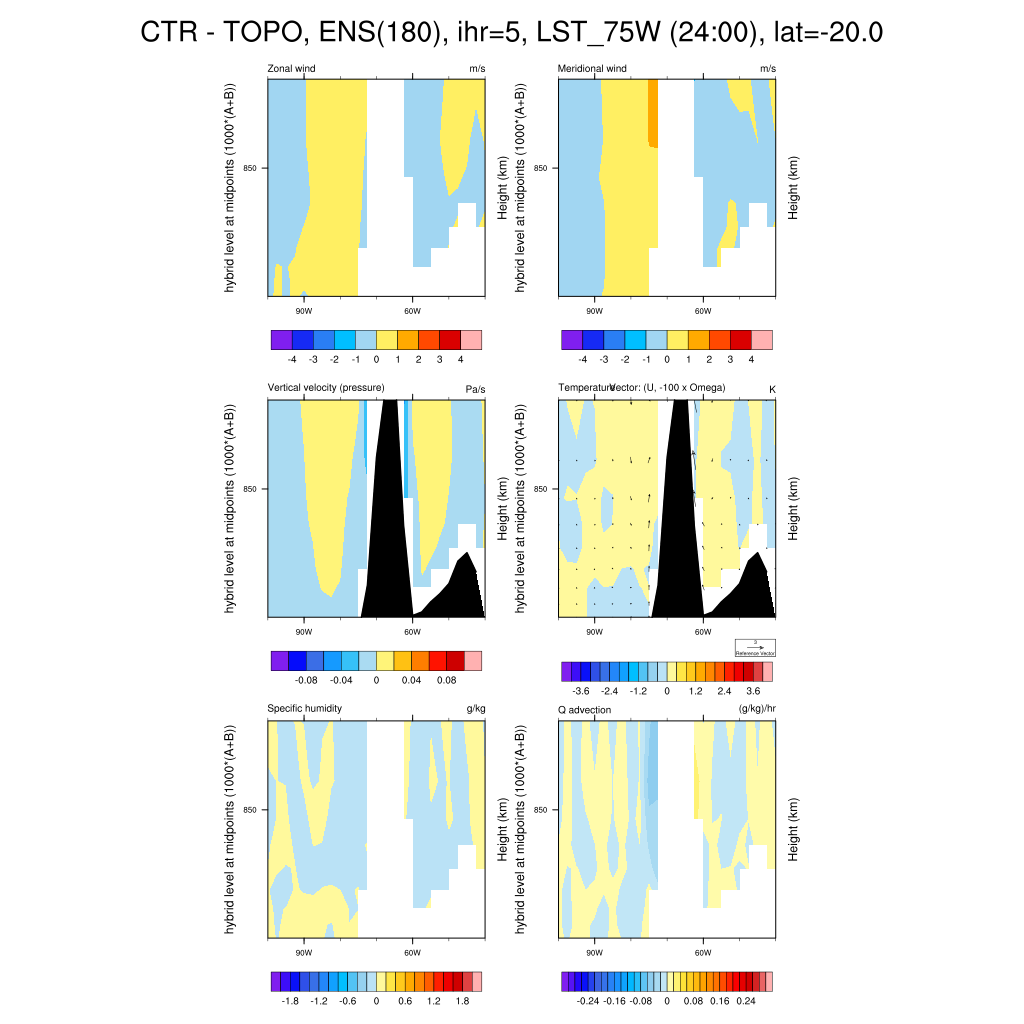 CTR - TOPO, ENS(180), ihr=5, LST_75W (24:00), lat=-20.0
Zonal wind m/s
hybrid level at midpoints (1000*(A+B))
850
Height (km)
90W 60W
-4 -3 -2 -1 0 1 2 3 4
Meridional wind m/s
hybrid level at midpoints (1000*(A+B))
850
Height (km)
90W 60W
-4 -3 -2 -1 0 1 2 3 4
Vertical velocity (pressure) Pa/s
hybrid level at midpoints (1000*(A+B))
850
Height (km)
90W 60W
-0.08 -0.04 0 0.04 0.08
Temperature Vector: (U, -100 x Omega) K
hybrid level at midpoints (1000*(A+B))
850
Height (km)
90W 60W
3
Reference Vector
-3.6 -2.4 -1.2 0 1.2 2.4 3.6
Specific humidity g/kg
hybrid level at midpoints (1000*(A+B))
850
Height (km)
90W 60W
-1.8 -1.2 -0.6 0 0.6 1.2 1.8
Q advection (g/kg)/hr
hybrid level at midpoints (1000*(A+B))
850
Height (km)
90W 60W
-0.24 -0.16 -0.08 0 0.08 0.16 0.24